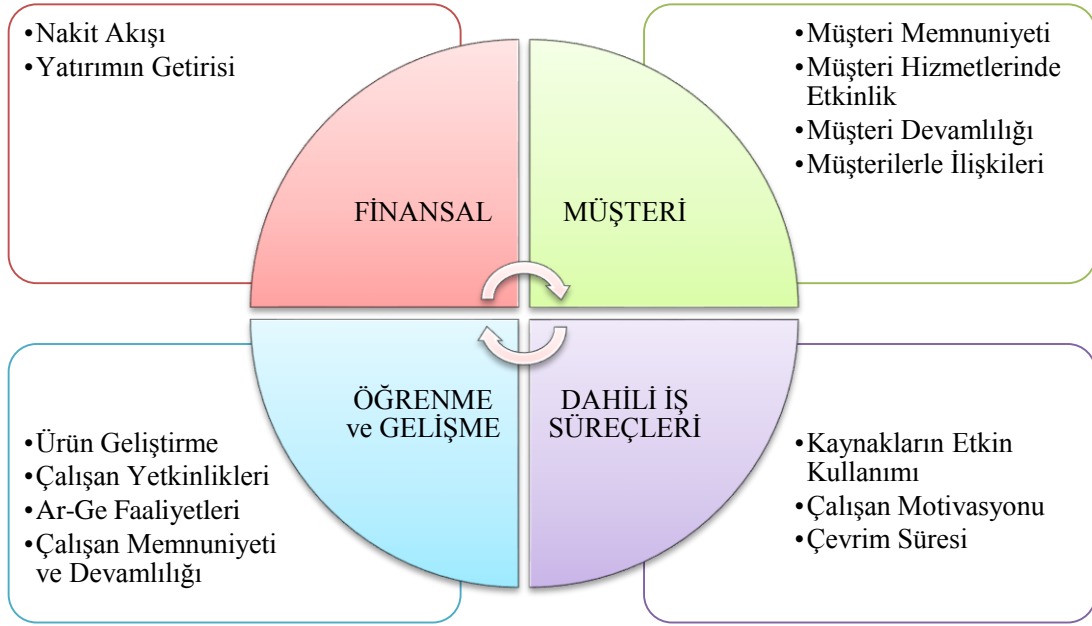 •Nakit Akışı
•Yatırımın Getirisi
•Müşteri Memnuniyeti
•Müşteri Hizmetlerinde
Etkinlik
•Müşteri Devamlılığı
•Müşterilerle İlişkileri
FİNANSAL
MÜŞTERİ
ÖĞRENME
ve GELİŞME
DAHİLİ İŞ
SÜREÇLERİ
•Ürün Geliştirme
•Çalışan Yetkinlikleri
•Ar-Ge Faaliyetleri
•Çalışan Memnuniyeti
ve Devamlılığı
•Kaynakların Etkin
Kullanımı
•Çalışan Motivasyonu
•Çevrim Süresi